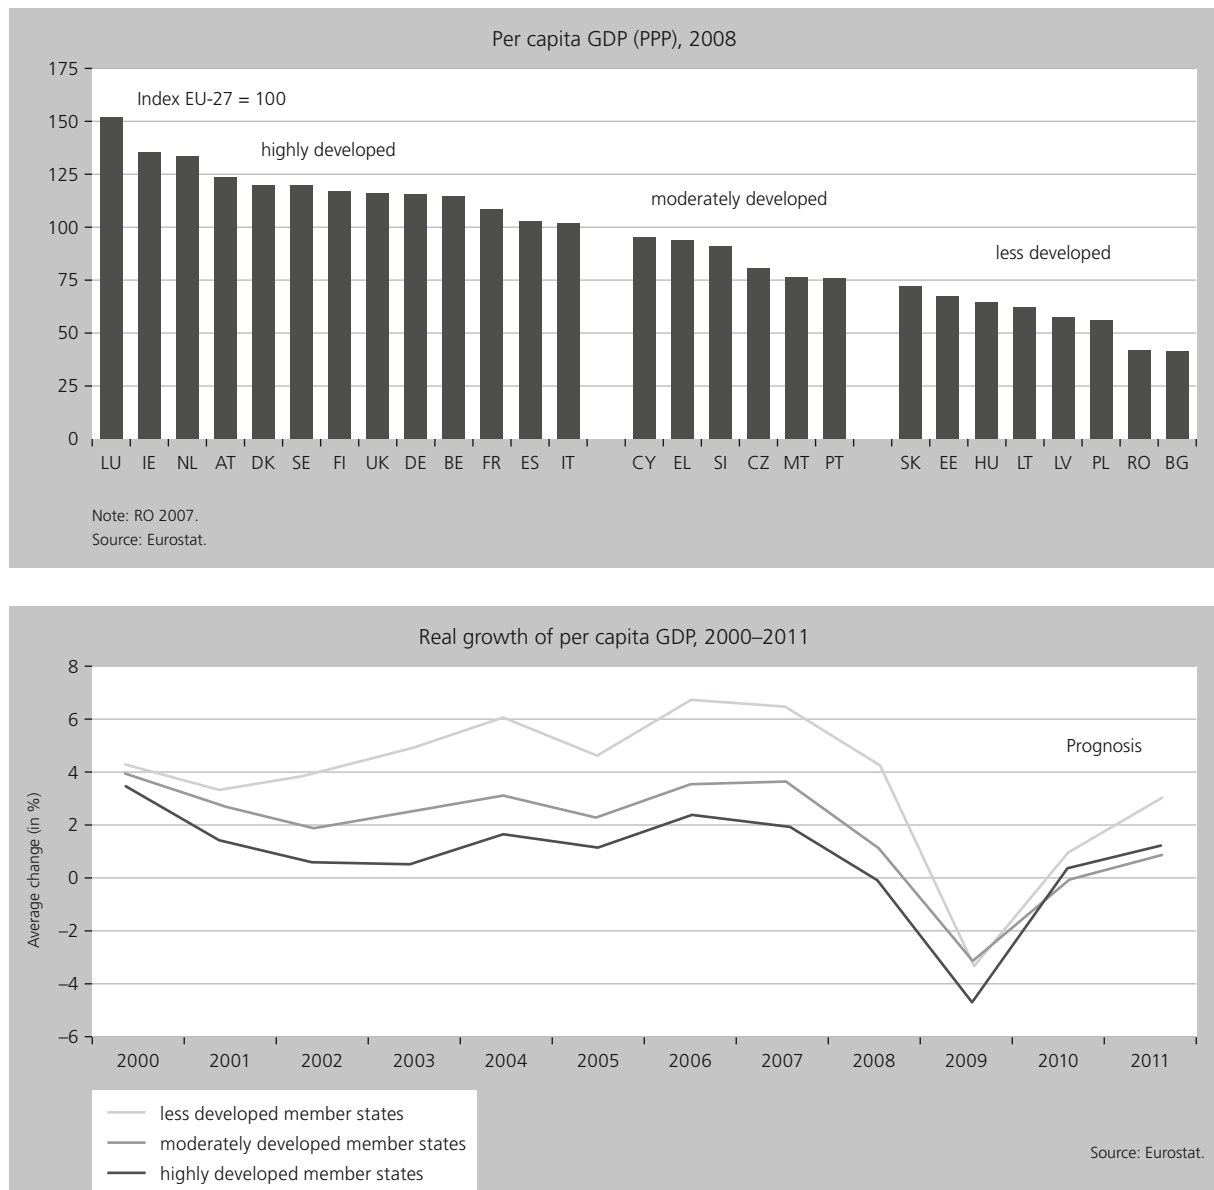 Per capita GDP (PPP), 2008
175
Index EU-27 = 100
150
highly developed
125
moderately developed
100
less developed
75
50
25
0
LU IE NL AT DK SE FI UK DE BE FR ES IT CY EL SI CZ MT PT SK EE HU LT LV PL RO BG
Note: RO 2007.
Source: Eurostat.
Real growth of per capita GDP, 2000–2011
8
6
Prognosis
4
2
0
–2
–4
–6
Average change (in %)
2000 2001 2002 2003 2004 2005 2006 2007 2008 2009 2010 2011
less developed member states
moderately developed member states
highly developed member states
Source: Eurostat.